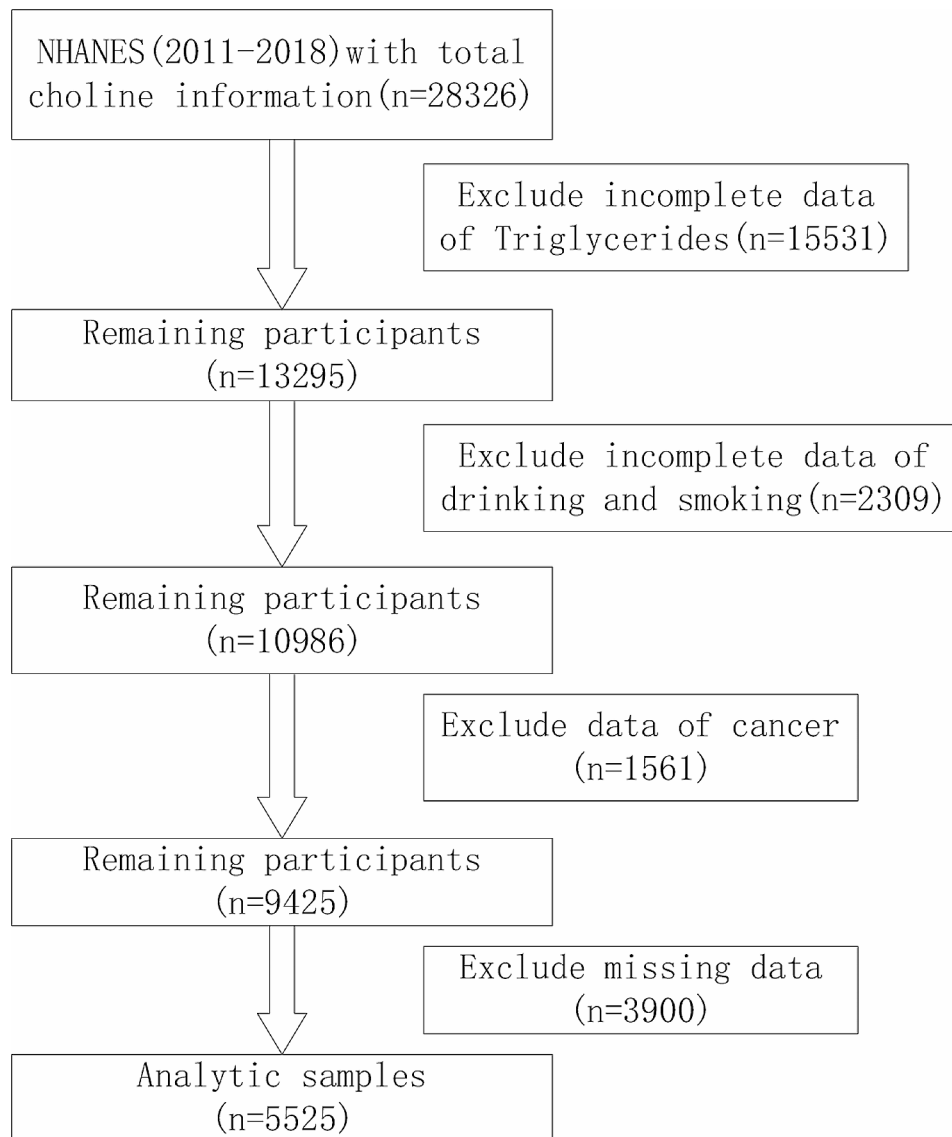 NHANES(2011-2018)with total
choline information(n=28326)
Exclude incomplete data
of Triglycerides(n=15531)
Remaining participants
(n=13295)
Exclude incomplete data of
drinking and smoking(n=2309)
Remaining participants
(n=10986)
Exclude data of cancer
(n=1561)
Remaining participants
(n=9425)
Exclude missing data
(n=3900)
Analytic samples
(n=5525)